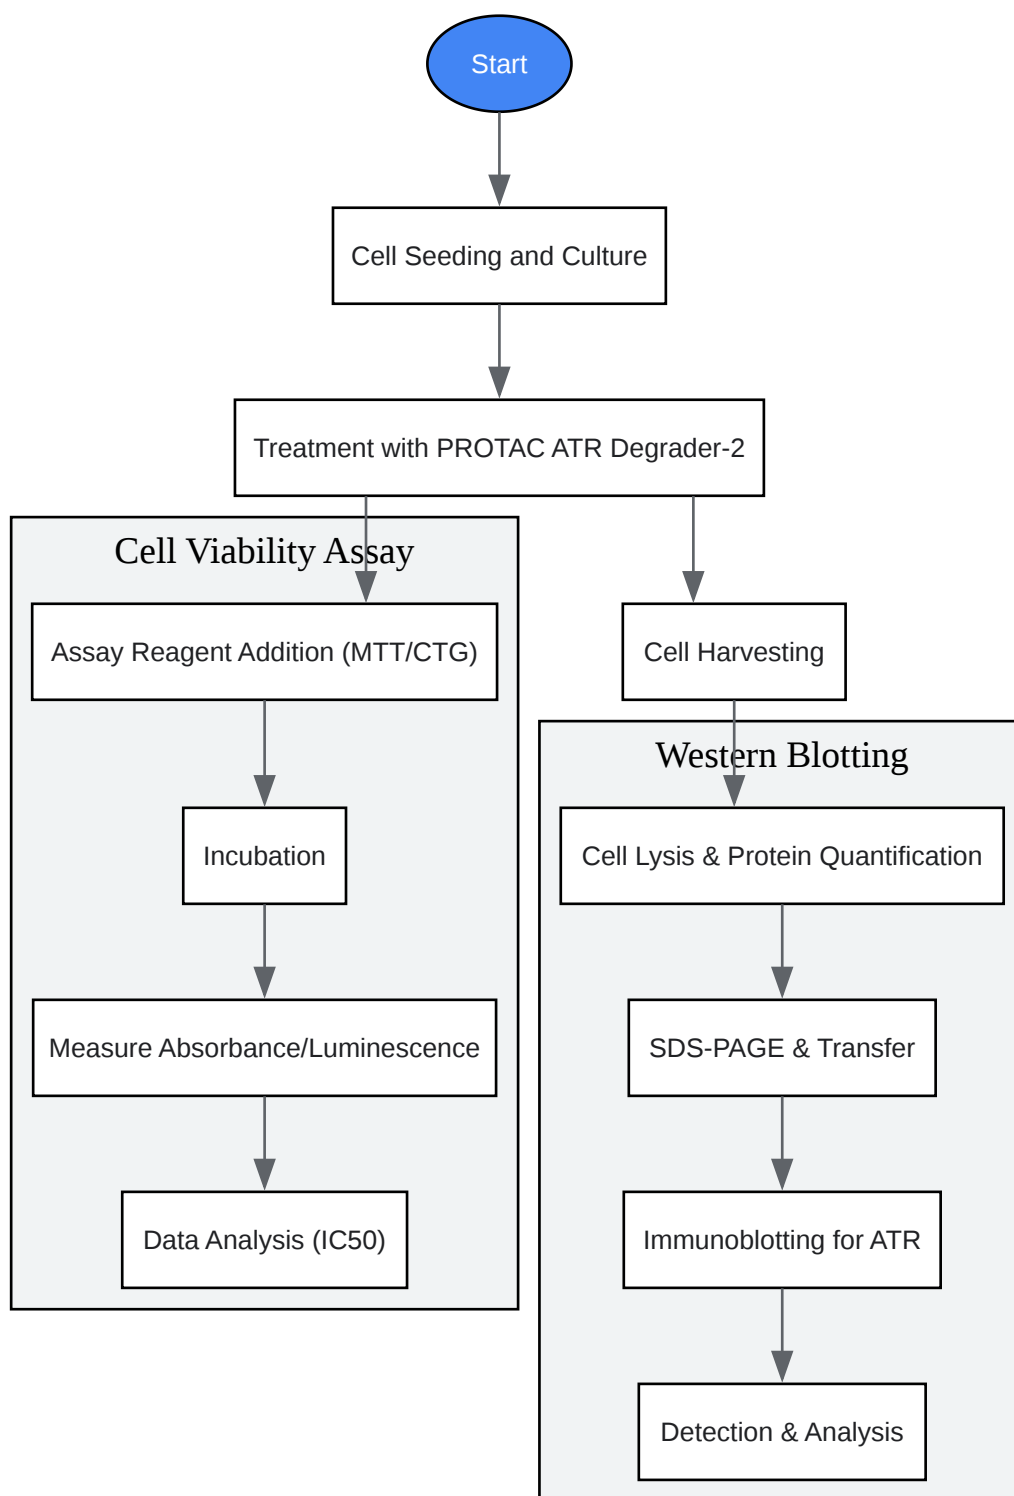 Start
Cell Seeding and Culture
Treatment with PROTAC ATR Degrader-2
Cell Viability Assay
Assay Reagent Addition (MTT/CTG)
Incubation
Measure Absorbance/Luminescence
Data Analysis (IC50)
Cell Harvesting
Western Blotting
Cell Lysis & Protein Quantification
SDS-PAGE & Transfer
Immunoblotting for ATR
Detection & Analysis